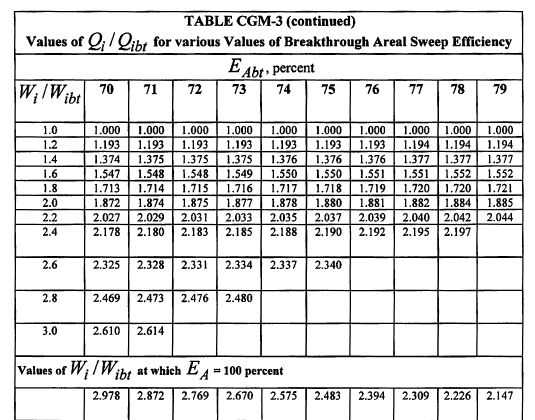 TABLE CGM-3 (continued)
Values of Qi / Qibt for various Values of Breakthrough Areal Sweep Efficiency
EAbt, percent
Wi / Wibt 70 71 72 73 74 75 76 77 78 79
1.0 1.000 1.000 1.000 1.000 1.000 1.000 1.000 1.000 1.000 1.000
1.2 1.193 1.193 1.193 1.193 1.193 1.193 1.193 1.194 1.194 1.194
1.4 1.374 1.375 1.375 1.375 1.376 1.376 1.376 1.377 1.377 1.377
1.6 1.547 1.548 1.548 1.549 1.550 1.550 1.551 1.551 1.552 1.552
1.8 1.713 1.714 1.715 1.716 1.717 1.718 1.719 1.720 1.720 1.721
2.0 1.872 1.874 1.875 1.877 1.878 1.880 1.881 1.882 1.884 1.885
2.2 2.027 2.029 2.031 2.033 2.035 2.037 2.039 2.040 2.042 2.044
2.4 2.178 2.180 2.183 2.185 2.188 2.190 2.192 2.195 2.197
2.6 2.325 2.328 2.331 2.334 2.337 2.340
2.8 2.469 2.473 2.476 2.480
3.0 2.610 2.614
Values of Wi / Wibt at which EA = 100 percent
2.978 2.872 2.769 2.670 2.575 2.483 2.394 2.309 2.226 2.147